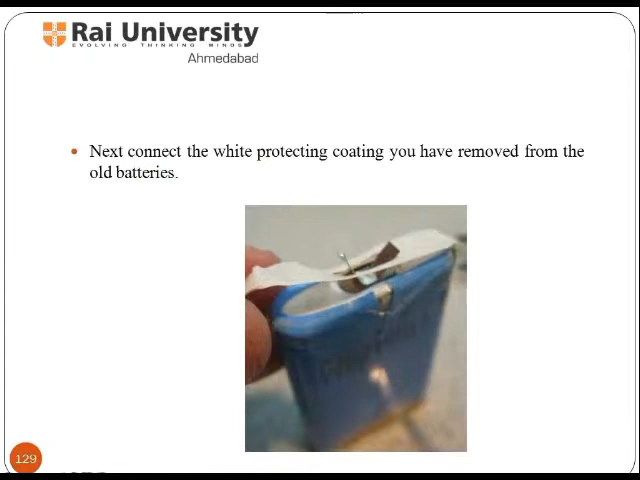 Rai University
EVOLVING THINKING MINDS
Ahmedabad
Next connect the white protecting coating you have removed from the
old batteries.
129